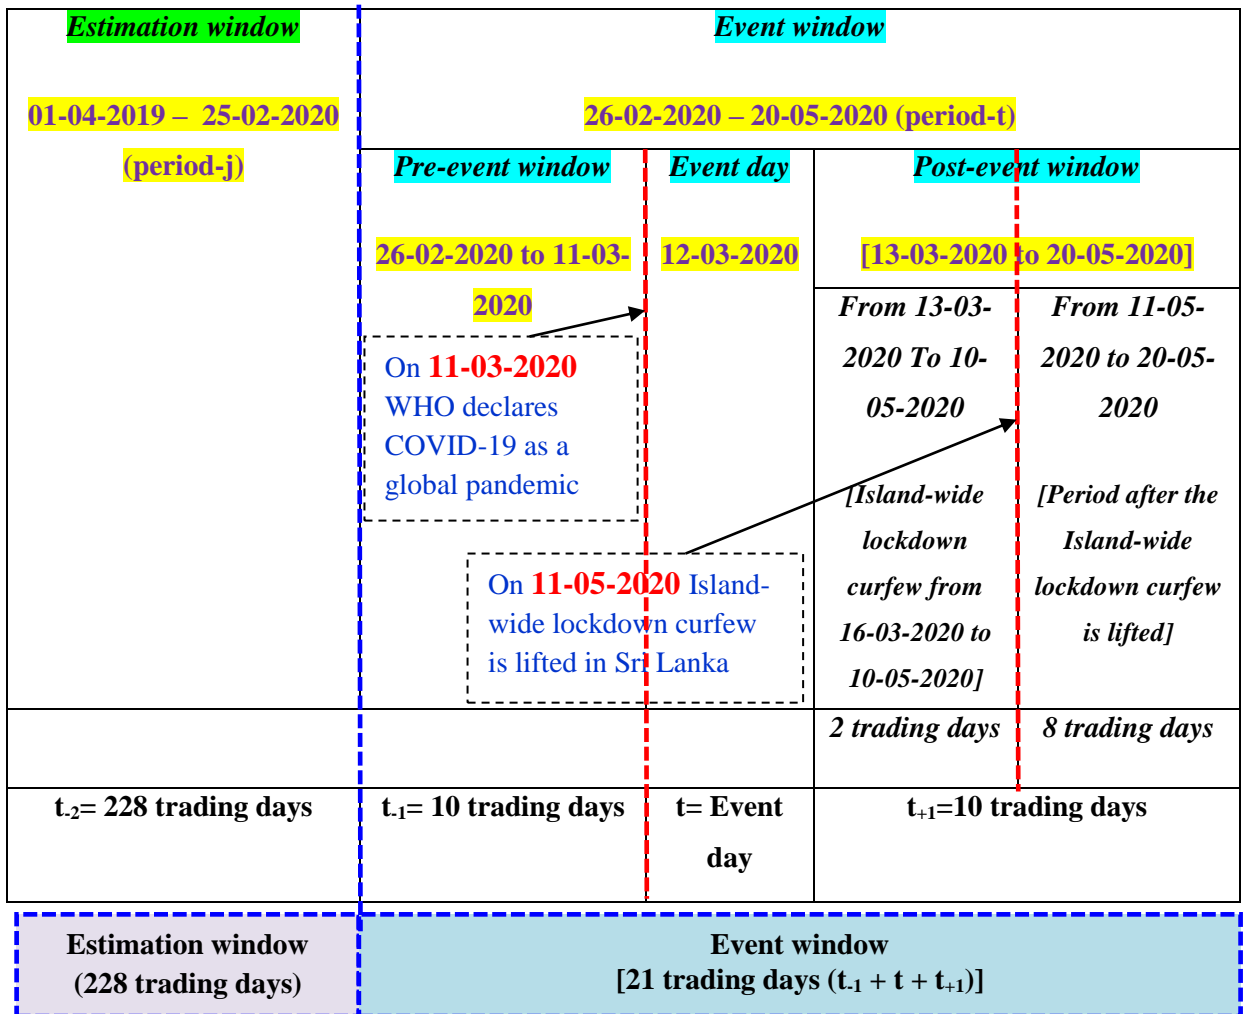 Estimation window
01-04-2019 – 25-02-2020
(period-j)
Event window
26-02-2020 – 20-05-2020 (period-t)
Pre-event window
26-02-2020 to 11-03-
2020
Event day
12-03-2020
Post-event window
[13-03-2020 to 20-05-2020]
On 11-03-2020
WHO declares
COVID-19 as a
global pandemic
On 11-05-2020 Island-
wide lockdown curfew
is lifted in Sri Lanka
From 13-03-
2020 To 10-
05-2020
[Island-wide
lockdown
curfew from
16-03-2020 to
10-05-2020]
From 11-05-
2020 to 20-05-
2020
[Period after the
Island-wide
lockdown curfew
is lifted]
2 trading days
8 trading days
t-2= 228 trading days
t-1= 10 trading days
t= Event
day
t+1=10 trading days
Estimation window
(228 trading days)
Event window
[21 trading days (t-1 + t + t+1)]